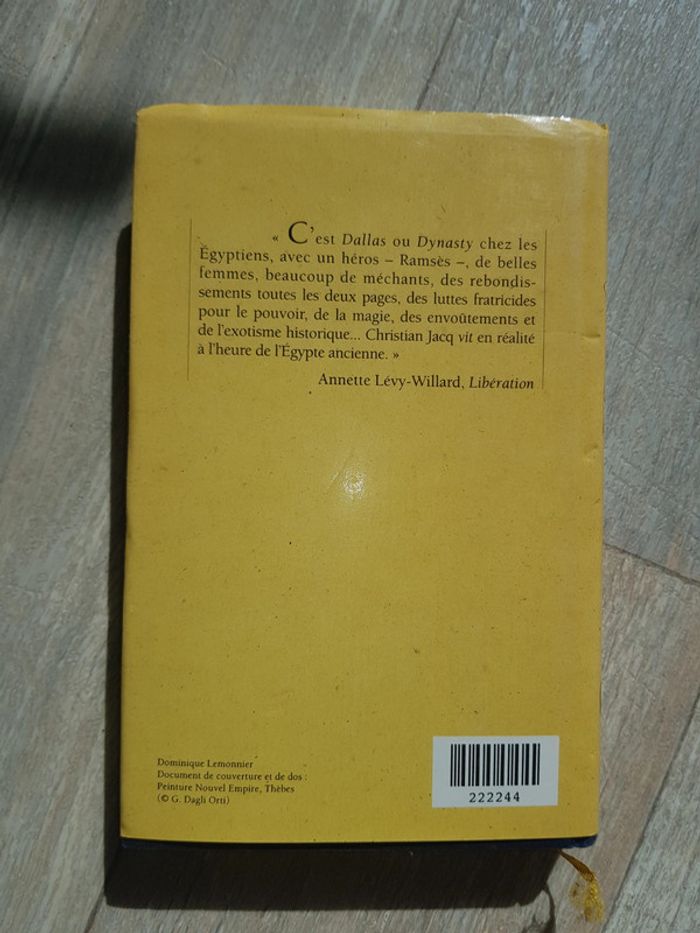 « C'est Dallas ou Dynasty chez les
Égyptiens, avec un héros – Ramsès –, de belles
femmes, beaucoup de méchants, des rebondis-
sements toutes les deux pages, des luttes fratricides
pour le pouvoir, de la magie, des envoûtements et
de l'exotisme historique... Christian Jacq vit en réalité
à l'heure de l'Égypte ancienne. »
Annette Lévy-Willard, Libération
Dominique Lemonnier
Document de couverture et de dos :
Peinture Nouvel Empire, Thèbes
(© G. Dagli Orti)
222244